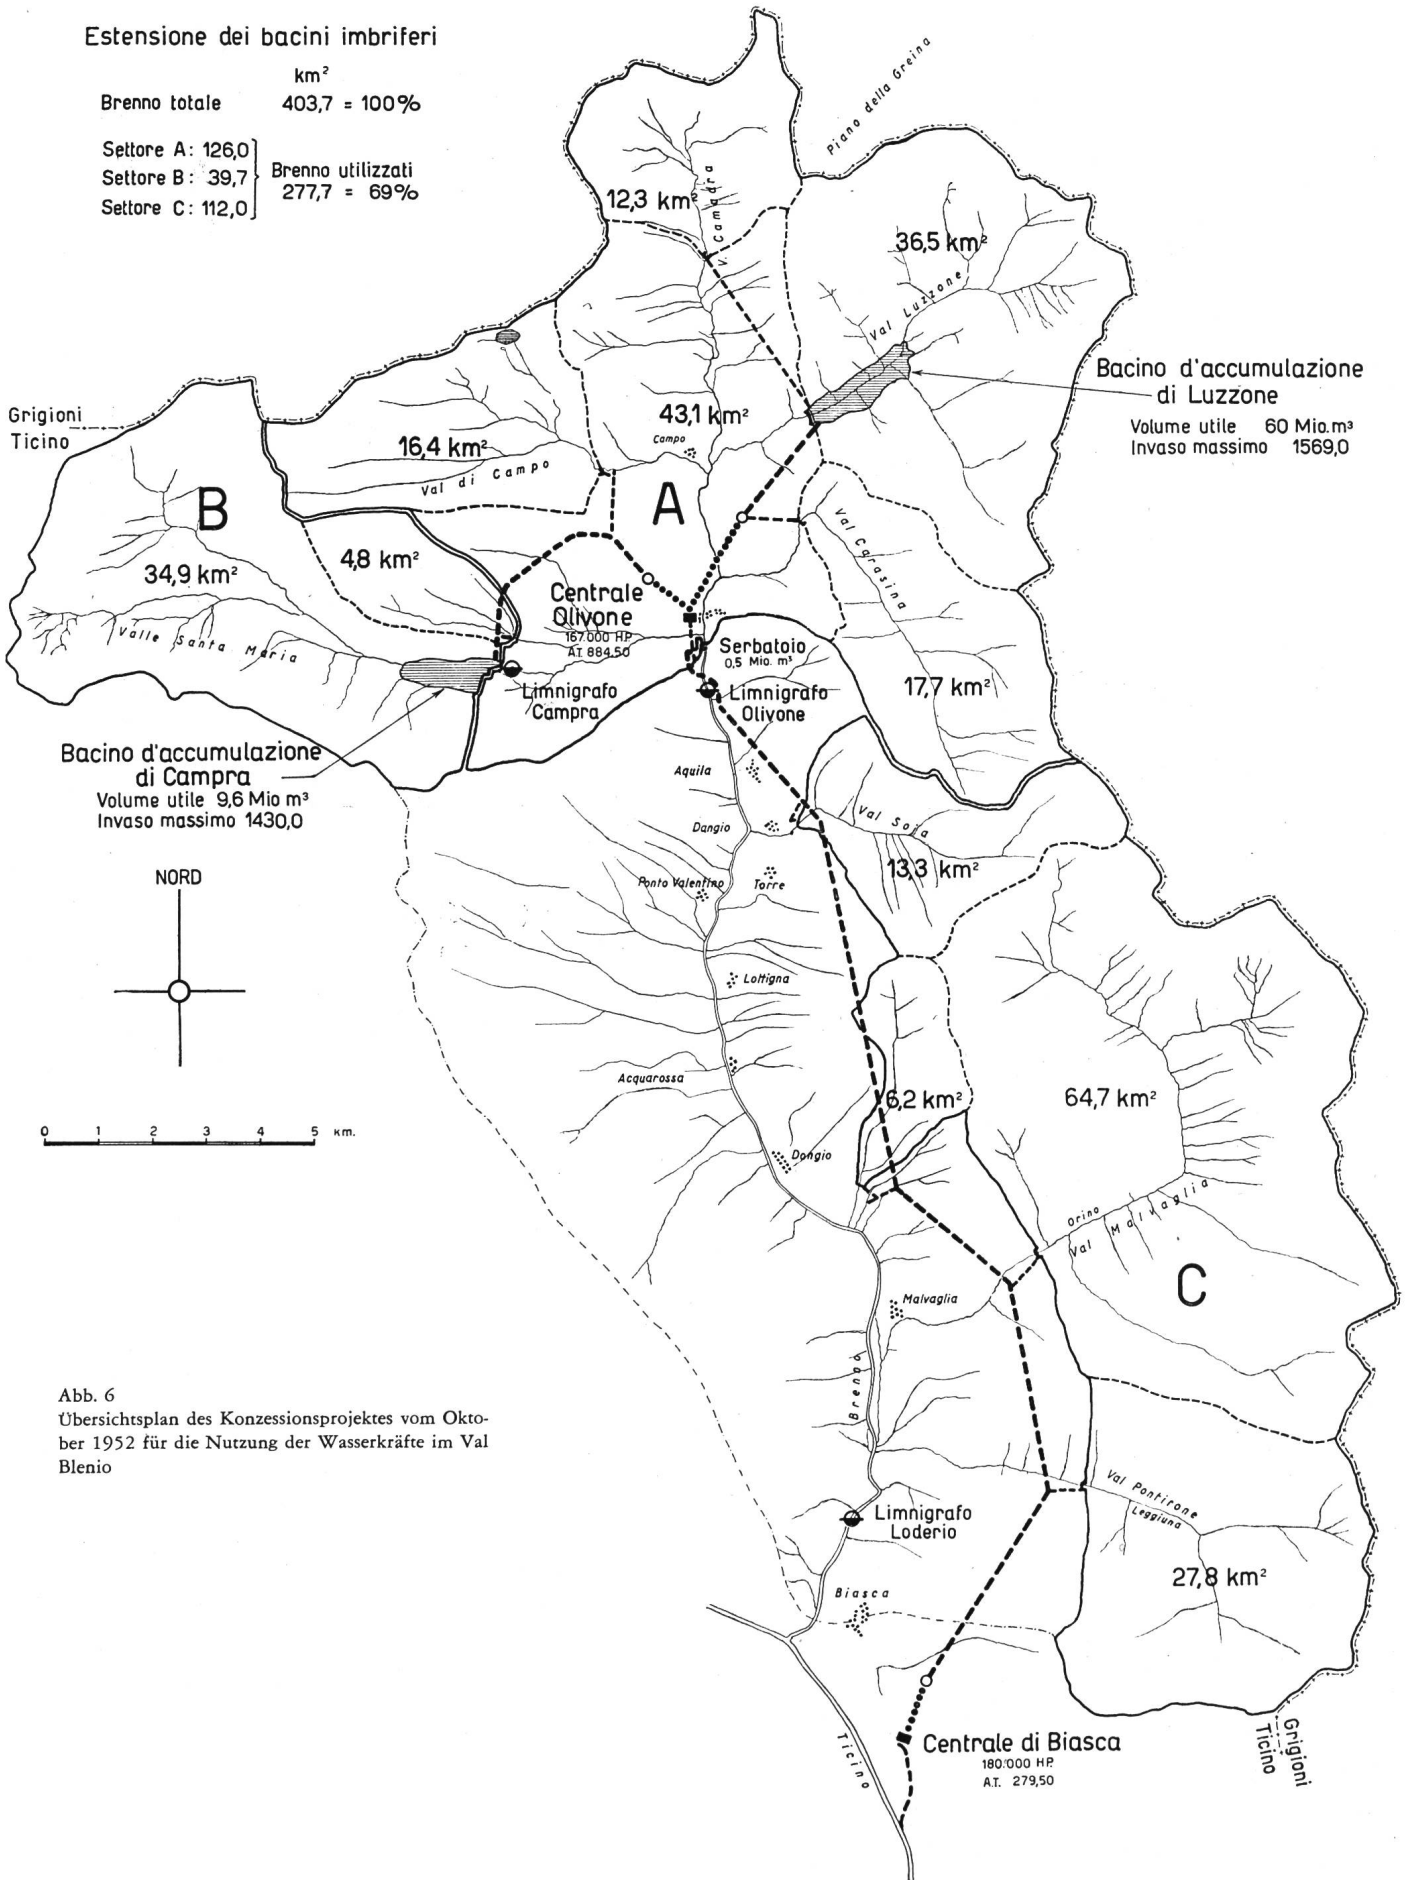 Estensione dei bacini imbriferi
km²
Brenno totale 403,7 = 100%
Settore A: 126,0
Settore B: 39,7
Settore C: 112,0
Brenno utilizzati
277,7 = 69%
Piano della Greina
12,3 km²
V. Camadra
36,5 km²
Val Luzzone
Bacino d'accumulazione
di Luzzone
Volume utile 60 Mio.m³
Invaso massimo 1569,0
Grigioni
Ticino
43,1 km²
Campo
16,4 km²
Val di Campo
B
A
Val Carasina
4,8 km²
34,9 km²
Valle Santa Maria
Centrale
Olivone
167.000 HP
A.T. 884,50
Serbatoio
0,5 Mio. m³
17,7 km²
Limnigrafo
Campra
Limnigrafo
Olivone
Bacino d'accumulazione
di Campra
Volume utile 9,6 Mio m³
Invaso massimo 1430,0
Aquila
Dangio
Val Soia
13,3 km²
NORD
Ponto Valentino
Torre
Lottigna
Acquarossa
6,2 km²
64,7 km²
0 1 2 3 4 5 км.
Dongio
Orino
Val Malvaglia
C
Malvaglia
Brenno
Abb. 6
Übersichtsplan des Konzessionsprojektes vom Okto-
ber 1952 für die Nutzung der Wasserkräfte im Val
Blenio
Val Pontirone
Leggiuna
Limnigrafo
Loderio
27,8 km²
Biasca
Ticino
Centrale di Biasca
180.000 HP.
A.T. 279,50
Grigioni
Ticino